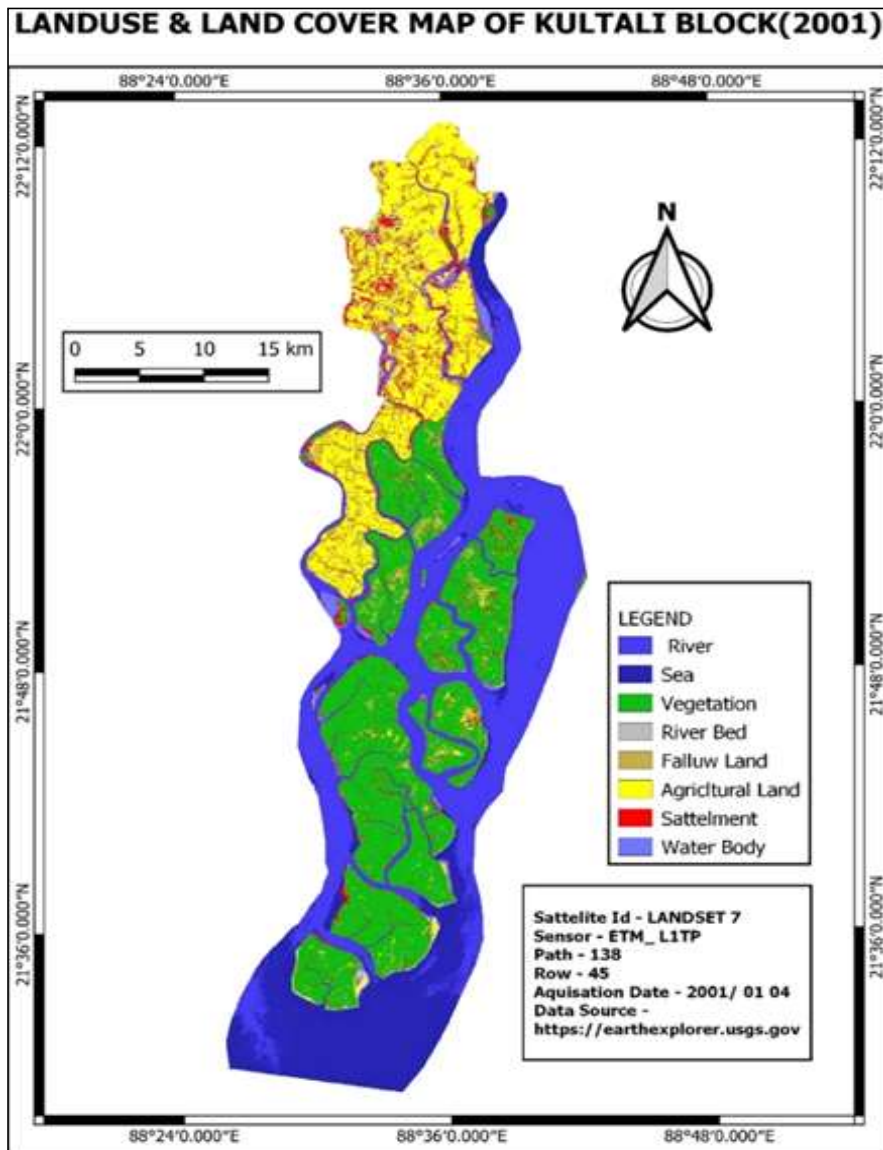 LANDUSE & LAND COVER MAP OF KULTALI BLOCK(2001)
88°24'0.000"E 88°36'0.000"E 88°48'0.000"E
22°12'0.000"N 22°12'0.000"N
N
0 5 10 15 km
22°0'0.000"N 22°0'0.000"N
LEGEND
River
Sea
Vegetation
River Bed
Falluw Land
Agricltural Land
Sattelment
Water Body
21°48'0.000"N 21°48'0.000"N
Sattelite Id - LANDSET 7
Sensor - ETM_ L1TP
Path - 138
Row - 45
Aquisation Date - 2001/ 01 04
Data Source -
https://earthexplorer.usgs.gov
21°36'0.000"N 21°36'0.000"N
88°24'0.000"E 88°36'0.000"E 88°48'0.000"E